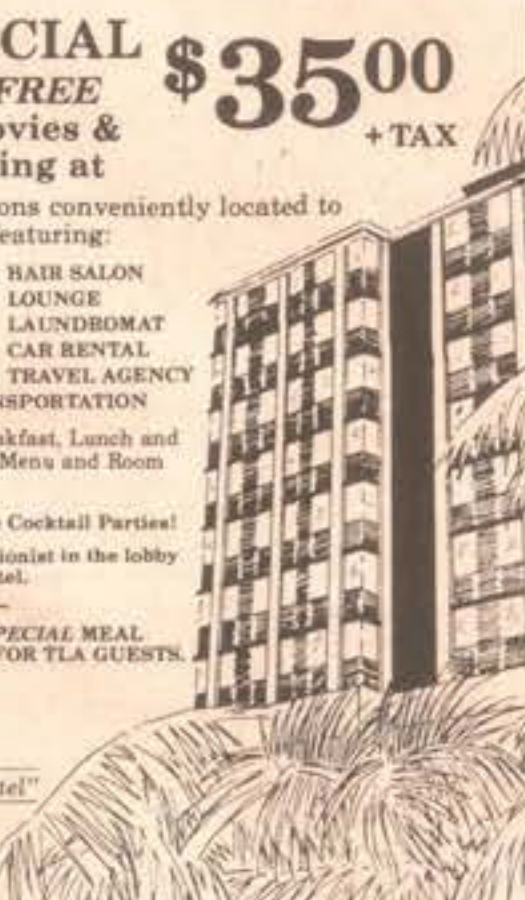 CIAL
$3500
FREE
ovies &
+ TAX
ing at
ons conveniently located to
eaturing:
HAIR SALON
LOUNGE
LAUNDROMAT
CAR RENTAL
TRAVEL AGENCY
NSPORTATION
akfast, Lunch and
Menu and Room
Cocktail Parties!
ionist in the lobby
tel.
PECIAL MEAL
FOR TLA GUESTS.
tel"